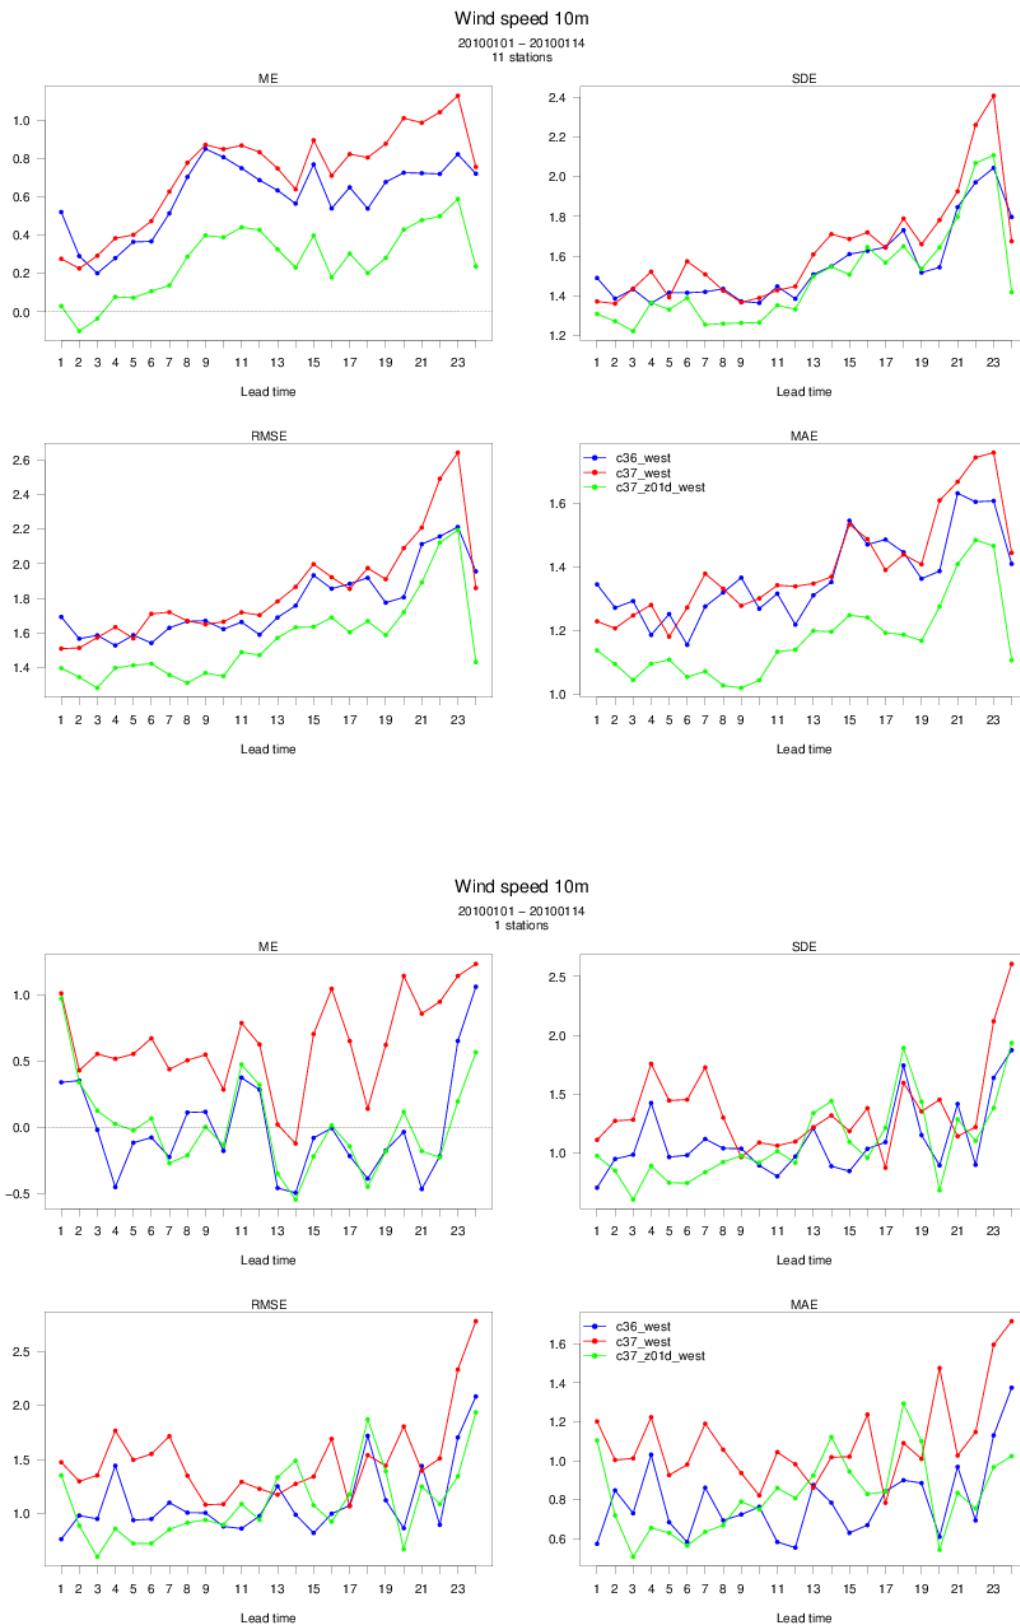 Wind speed 10m
20100101 – 20100114
11 stations
ME
1.0
0.8
0.6
0.4
0.2
0.0
1 2 3 4 5 6 7 8 9 11 13 15 17 19 21 23
Lead time
SDE
2.4
2.2
2.0
1.8
1.6
1.4
1.2
1 2 3 4 5 6 7 8 9 11 13 15 17 19 21 23
Lead time
RMSE
2.6
2.4
2.2
2.0
1.8
1.6
1.4
1 2 3 4 5 6 7 8 9 11 13 15 17 19 21 23
Lead time
MAE
c36_west
c37_west
c37_z01d_west
1.6
1.4
1.2
1.0
1 2 3 4 5 6 7 8 9 11 13 15 17 19 21 23
Lead time
Wind speed 10m
20100101 – 20100114
1 stations
ME
1.0
0.5
0.0
−0.5
1 2 3 4 5 6 7 8 9 11 13 15 17 19 21 23
Lead time
SDE
2.5
2.0
1.5
1.0
1 2 3 4 5 6 7 8 9 11 13 15 17 19 21 23
Lead time
RMSE
2.5
2.0
1.5
1.0
1 2 3 4 5 6 7 8 9 11 13 15 17 19 21 23
Lead time
MAE
c36_west
c37_west
c37_z01d_west
1.6
1.4
1.2
1.0
0.8
0.6
1 2 3 4 5 6 7 8 9 11 13 15 17 19 21 23
Lead time